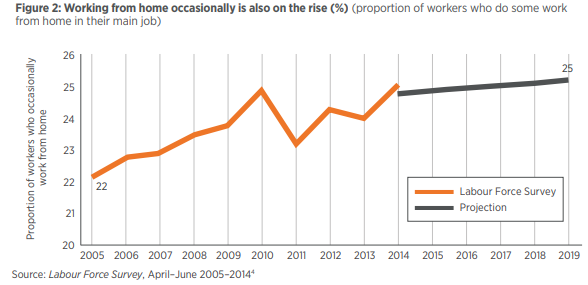 Figure 2: Working from home occasionally is also on the rise (%) (proportion of workers who do some work
from home in their main job)
Proportion of workers who occasionally
work from home
26
25
24
23
22
21
20
22
25
Labour Force Survey
Projection
2005 2006 2007 2008 2009 2010 2011 2012 2013 2014 2015 2016 2017 2018 2019
Source: Labour Force Survey, April–June 2005–2014⁴